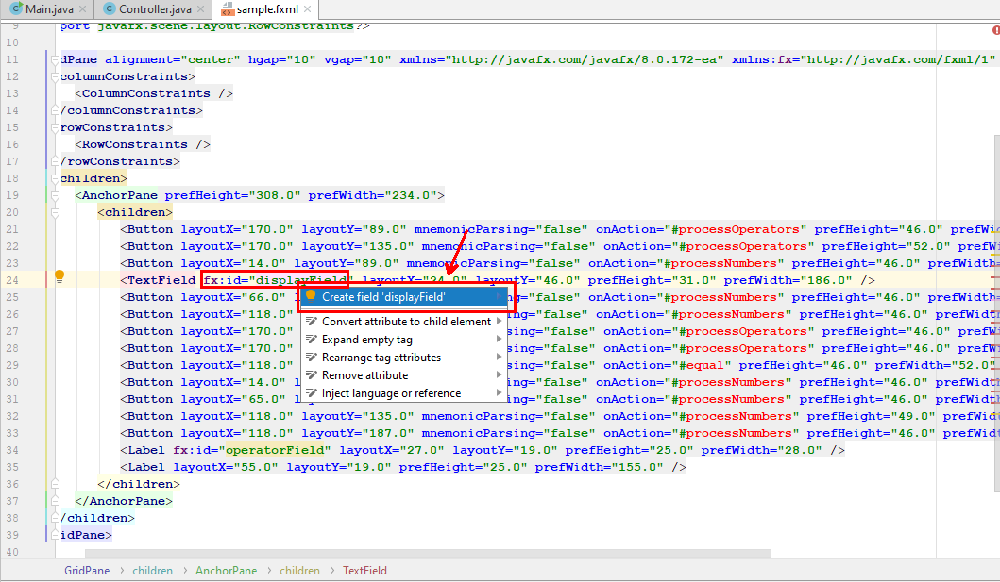 Main.java × Controller.java × sample.fxml ×
9 port javafx.scene.layout.RowConstraints?>
10
11 dPane alignment="center" hgap="10" vgap="10" xmlns="http://javafx.com/javafx/8.0.172-ea" xmlns:fx="http://javafx.com/fxml/1"
12 columnConstraints>
13 <ColumnConstraints />
14 /columnConstraints>
15 rowConstraints>
16 <RowConstraints />
17 /rowConstraints>
18 children>
19 <AnchorPane prefHeight="308.0" prefWidth="234.0">
20 <children>
21 <Button layoutX="170.0" layoutY="89.0" mnemonicParsing="false" onAction="#processOperators" prefHeight="46.0" prefWi
22 <Button layoutX="170.0" layoutY="135.0" mnemonicParsing="false" onAction="#processOperators" prefHeight="52.0" prefW
23 <Button layoutX="14.0" layoutY="89.0" mnemonicParsing="false" onAction="#processNumbers" prefHeight="46.0" prefWid
24 <TextField fx:id="displayField" layoutX="24.0" layoutY="46.0" prefHeight="31.0" prefWidth="186.0" />
25 <Button layoutX="66.0" ng="false" onAction="#processNumbers" prefHeight="46.0" prefWid
Create field 'displayField'
26 <Button layoutX="118.0" sing="false" onAction="#processNumbers" prefHeight="46.0" prefWi
Convert attribute to child element
27 <Button layoutX="170.0" sing="false" onAction="#processOperators" prefHeight="46.0"
Expand empty tag
28 <Button layoutX="170.0" sing="false" onAction="#processOperators" prefHeight="46.0"
Rearrange tag attributes
29 <Button layoutX="118.0" sing="false" onAction="#equal" prefHeight="46.0" prefWidth="52.0"
Remove attribute
30 <Button layoutX="14.0" sing="false" onAction="#processNumbers" prefHeight="46.0" prefWi
Inject language or reference
31 <Button layoutX="65.0" sing="false" onAction="#processNumbers" prefHeight="46.0" prefWi
32 <Button layoutX="118.0" layoutY="135.0" mnemonicParsing="false" onAction="#processNumbers" prefHeight="49.0" prefWid
33 <Button layoutX="118.0" layoutY="187.0" mnemonicParsing="false" onAction="#processNumbers" prefHeight="46.0" prefWid
34 <Label fx:id="operatorField" layoutX="27.0" layoutY="19.0" prefHeight="25.0" prefWidth="28.0" />
35 <Label layoutX="55.0" layoutY="19.0" prefHeight="25.0" prefWidth="155.0" />
36 </children>
37 </AnchorPane>
38 /children>
39 idPane>
40
GridPane › children › AnchorPane › children › TextField